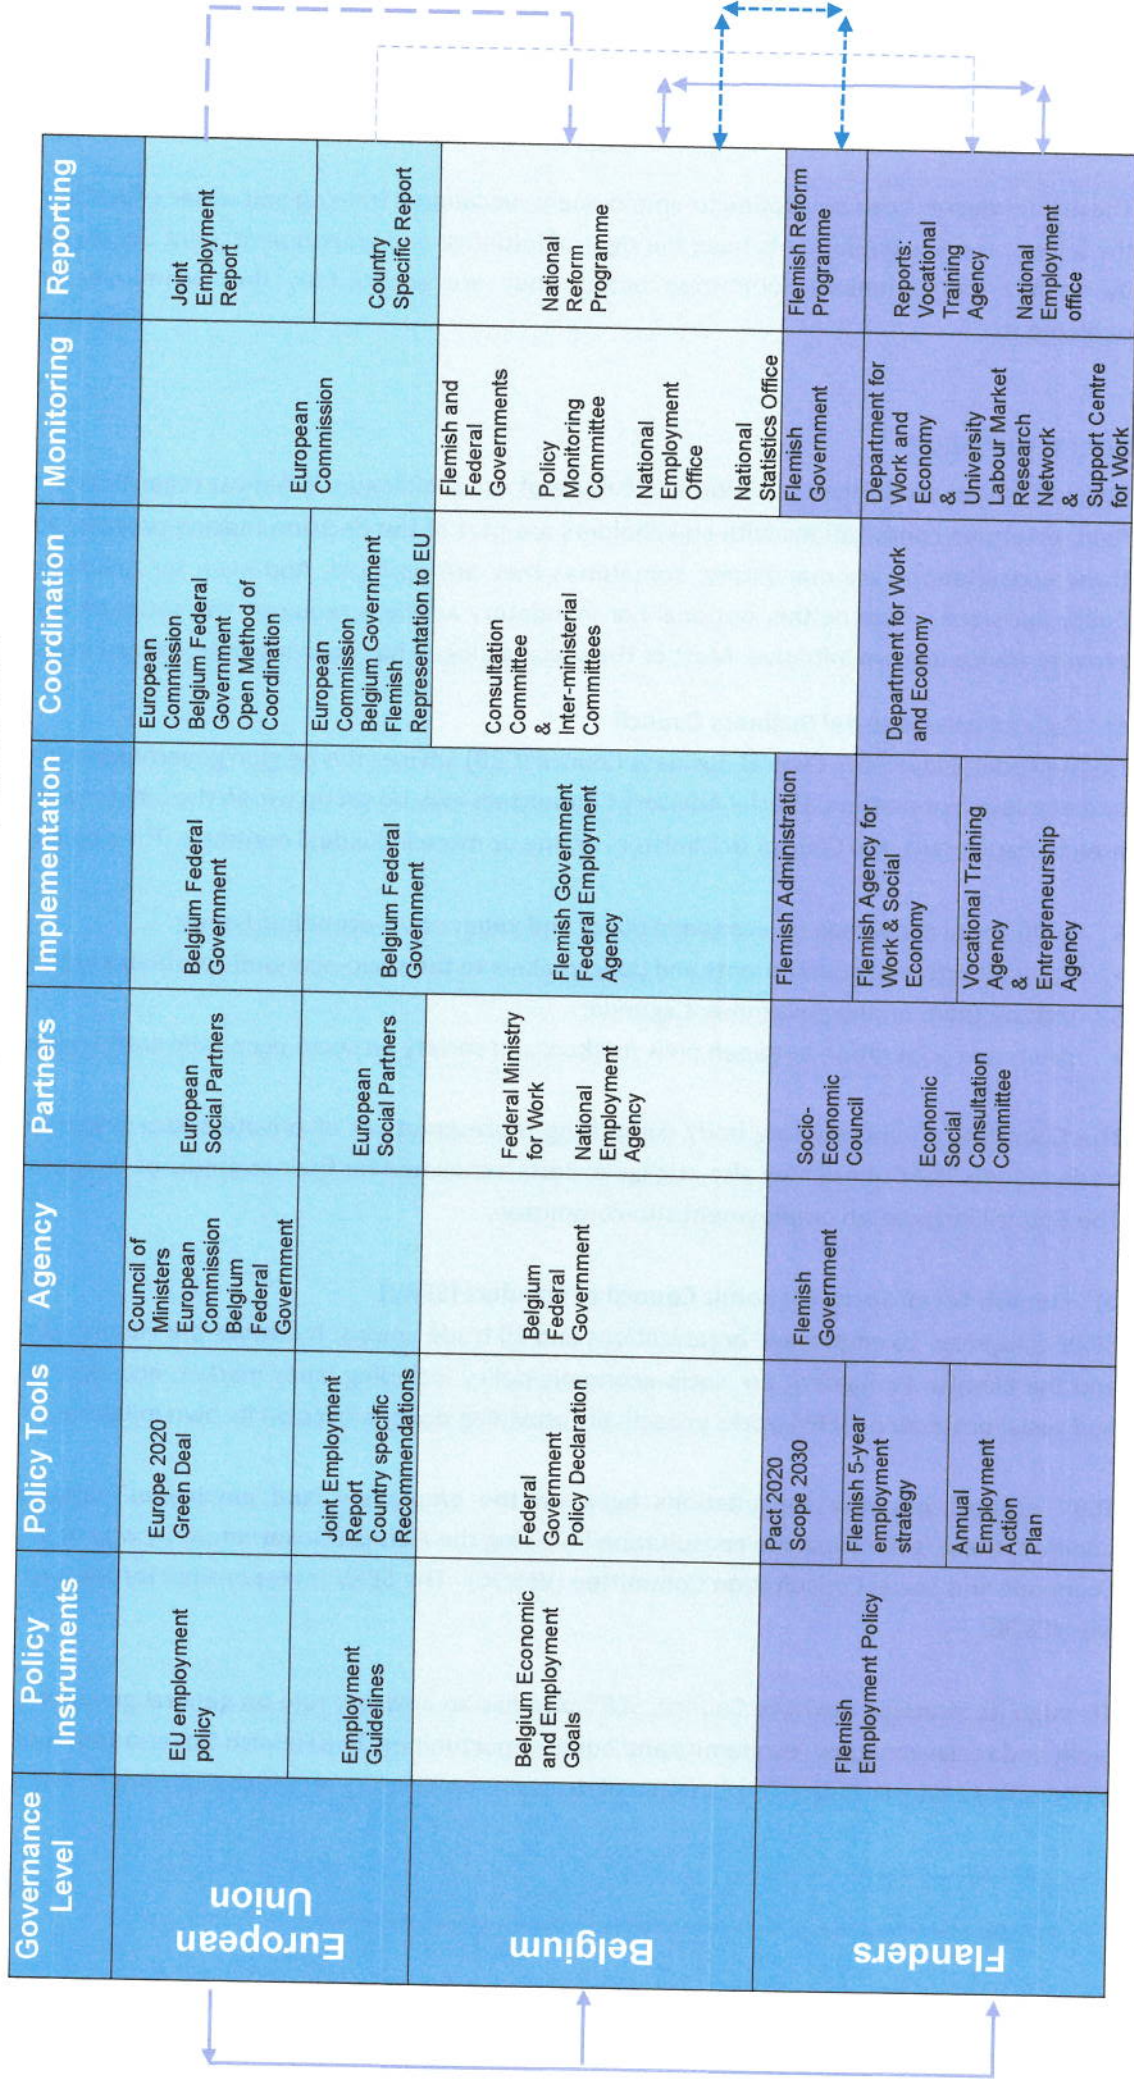 Governance
Level
Policy
Instruments
Policy Tools
Agency
Partners
Implementation
Coordination
Monitoring
Reporting
European
Union
EU employment
policy
Europe 2020
Green Deal
Council of
Ministers
European
Commission
Belgium
Federal
Government
European
Social Partners
Belgium Federal
Government
European
Commission
Belgium Federal
Government
Open Method of
Coordination
European
Commission
Joint
Employment
Report
Employment
Guidelines
Joint Employment
Report
Country specific
Recommendations
European
Social Partners
Belgium Federal
Government
European
Commission
Belgium Government
Flemish
Representation to EU
Country
Specific Report
Belgium
Belgium Economic
and Employment
Goals
Federal
Government
Policy Declaration
Belgium
Federal
Government
Federal Ministry
for Work
National
Employment
Agency
Flemish Government
Federal Employment
Agency
Consultation
Committee
&
Inter-ministerial
Committees
Flemish and
Federal
Governments
Policy
Monitoring
Committee
National
Employment
Office
National
Statistics Office
National
Reform
Programme
Flanders
Flemish
Employment Policy
Pact 2020
Scope 2030
Flemish 5-year
employment
strategy
Annual
Employment
Action
Plan
Flemish
Government
Socio-
Economic
Council
Economic
Social
Consultation
Committee
Flemish Administration
Flemish Agency for
Work & Social
Economy
Vocational Training
Agency
&
Entrepreneurship
Agency
Department for Work
and Economy
Flemish
Government
Department for
Work and
Economy
&
University
Labour Market
Research
Network
&
Support Centre
for Work
Flemish Reform
Programme
Reports:
Vocational
Training
Agency
National
Employment
office